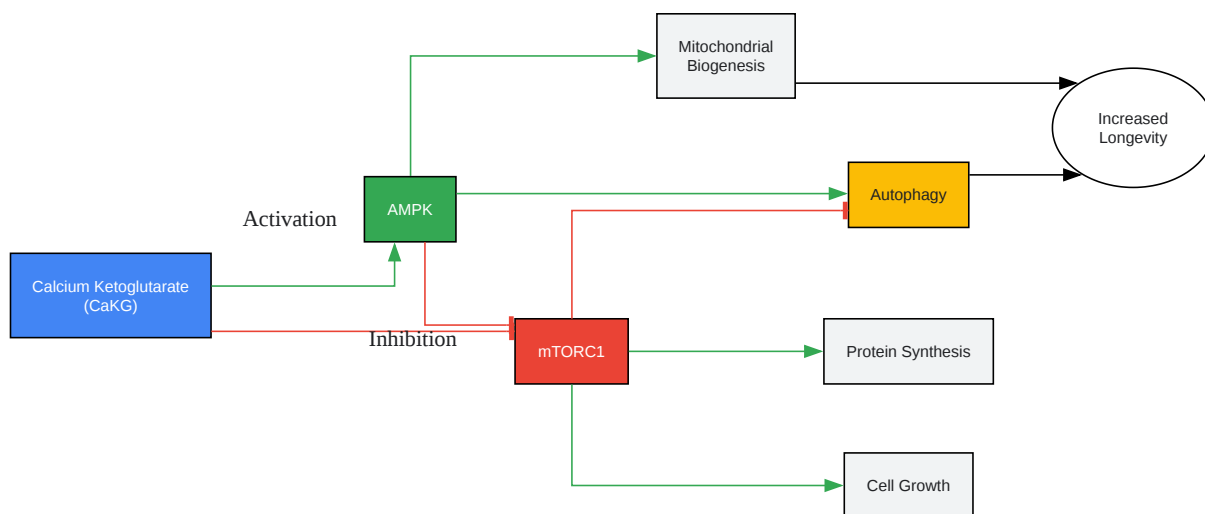 Mitochondrial
Biogenesis
Increased
Longevity
Autophagy
AMPK
Activation
Calcium Ketoglutarate
(CaKG)
Inhibition
mTORC1
Protein Synthesis
Cell Growth